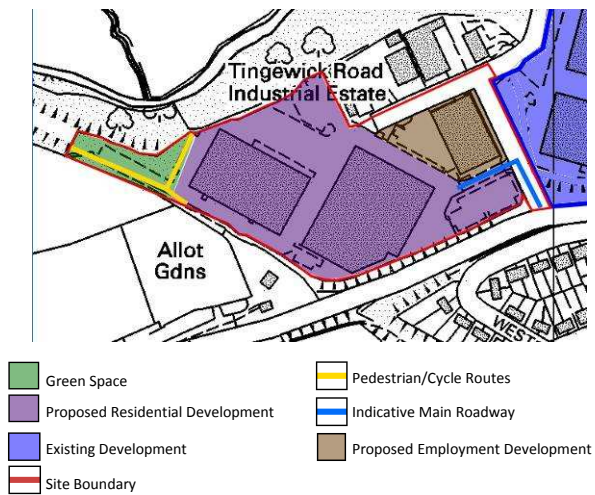 Tingewick Road
Industrial Estate
Allot
Gdns
WEST
Green Space
Pedestrian/Cycle Routes
Proposed Residential Development
Indicative Main Roadway
Existing Development
Proposed Employment Development
Site Boundary